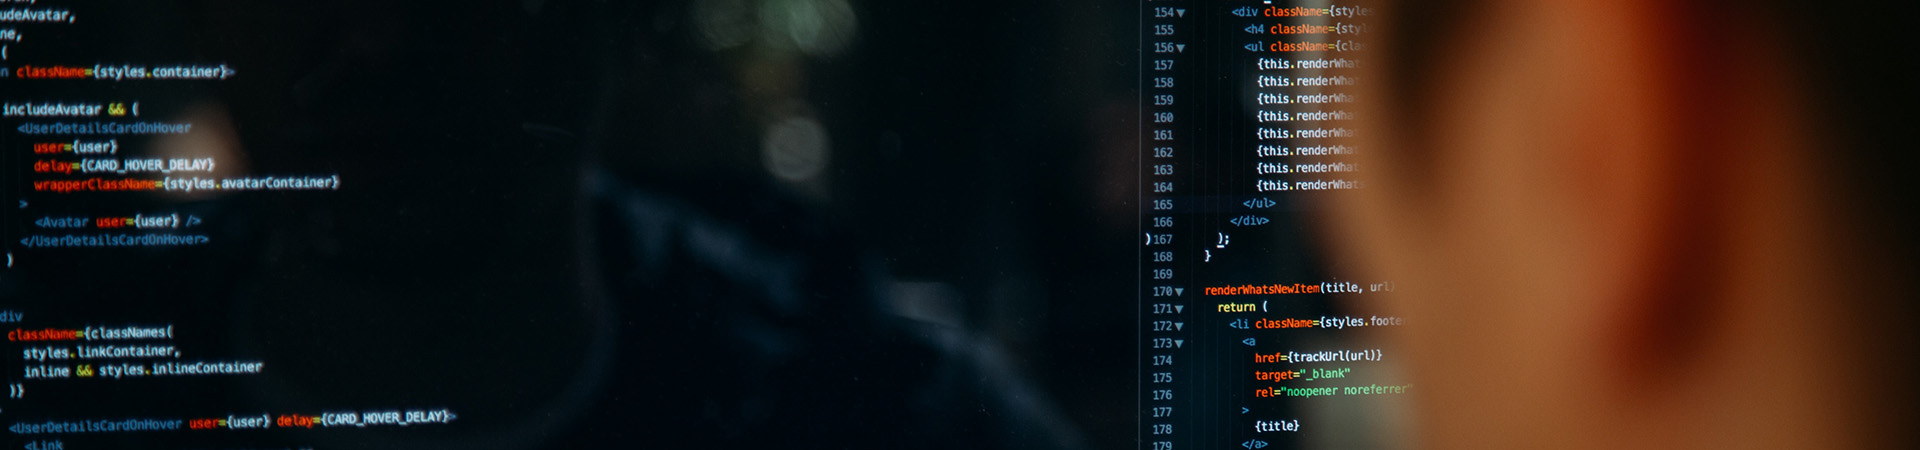 udeAvatar,
ne,
(
n className={styles.container}>
includeAvatar && (
<UserDetailsCardOnHover
user={user}
delay={CARD_HOVER_DELAY}
wrapperClassName={styles.avatarContainer}
>
<Avatar user={user} />
</UserDetailsCardOnHover>
)
div
className={classNames(
styles.linkContainer,
inline && styles.inlineContainer
)}
<UserDetailsCardOnHover user={user} delay={CARD_HOVER_DELAY}>
<Link
154 <div className={style
155 <h4 className={styl
156 <ul className={cla
157 {this.renderWha
158 {this.renderWha
159 {this.renderWha
160 {this.renderWha
161 {this.renderWha
162 {this.renderWha
163 {this.renderWhat
164 {this.renderWhats
165 </ul>
166 </div>
)167 );
168 }
169
170 renderWhatsNewItem(title, url
171 return (
172 <li className={styles.footer
173 <a
174 href={trackUrl(url)}
175 target="_blank"
176 rel="noopener noreferrer"
177 >
178 {title}
179 </a>